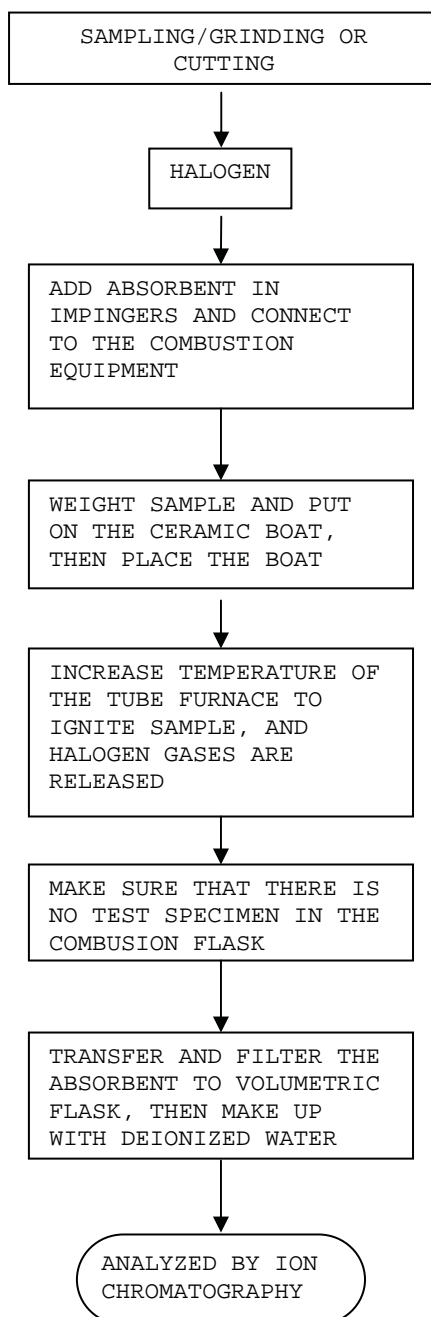 SAMPLING/GRINDING OR
CUTTING
HALOGEN
ADD ABSORBENT IN
IMPINGERS AND CONNECT
TO THE COMBUSTION
EQUIPMENT
WEIGHT SAMPLE AND PUT
ON THE CERAMIC BOAT,
THEN PLACE THE BOAT
INCREASE TEMPERATURE OF
THE TUBE FURNACE TO
IGNITE SAMPLE, AND
HALOGEN GASES ARE
RELEASED
MAKE SURE THAT THERE IS
NO TEST SPECIMEN IN THE
COMBUSION FLASK
TRANSFER AND FILTER THE
ABSORBENT TO VOLUMETRIC
FLASK, THEN MAKE UP
WITH DEIONIZED WATER
ANALYZED BY ION
CHROMATOGRAPHY